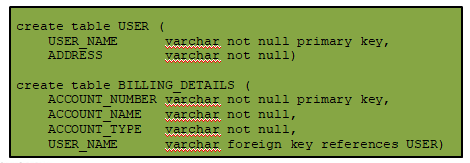 create table USER (
USER_NAME varchar not null primary key,
ADDRESS varchar not null)
create table BILLING_DETAILS (
ACCOUNT_NUMBER varchar not null primary key,
ACCOUNT_NAME varchar not null,
ACCOUNT_TYPE varchar not null,
USER_NAME varchar foreign key references USER)